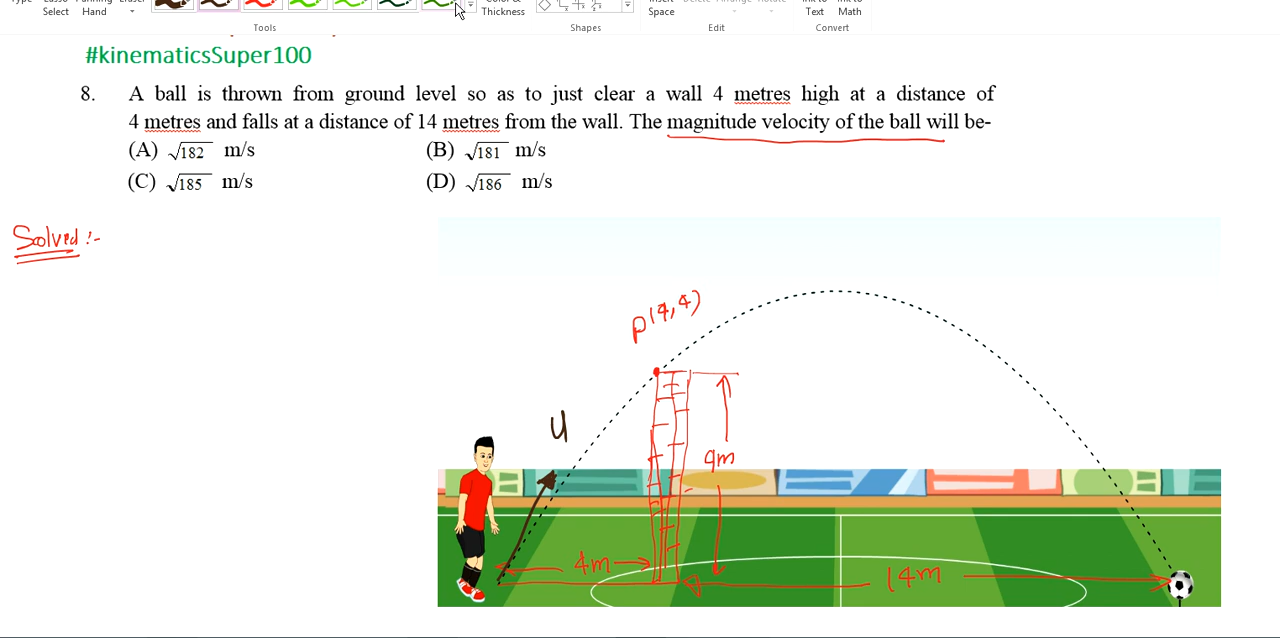 Select Hand Thickness Space Text Math
Tools Shapes Edit Convert
#kinematicsSuper100
8. A ball is thrown from ground level so as to just clear a wall 4 metres high at a distance of
4 metres and falls at a distance of 14 metres from the wall. The magnitude velocity of the ball will be-
(A) √182 m/s (B) √181 m/s
(C) √185 m/s (D) √186 m/s
Solved :-
P(4,4)
u
4m
4m
14m